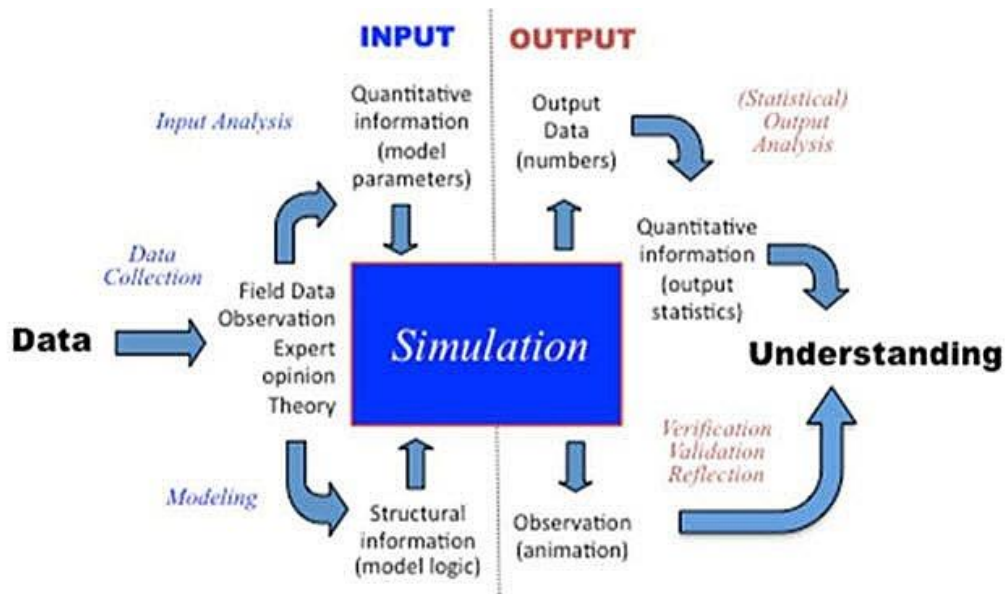 INPUT
OUTPUT
Input Analysis
Quantitative
information
(model
parameters)
Output
Data
(numbers)
(Statistical)
Output
Analysis
Data
Collection
Data
Field Data
Observation
Expert
opinion
Theory
Simulation
Quantitative
information
(output
statistics)
Understanding
Modeling
Structural
information
(model logic)
Observation
(animation)
Verification
Validation
Reflection